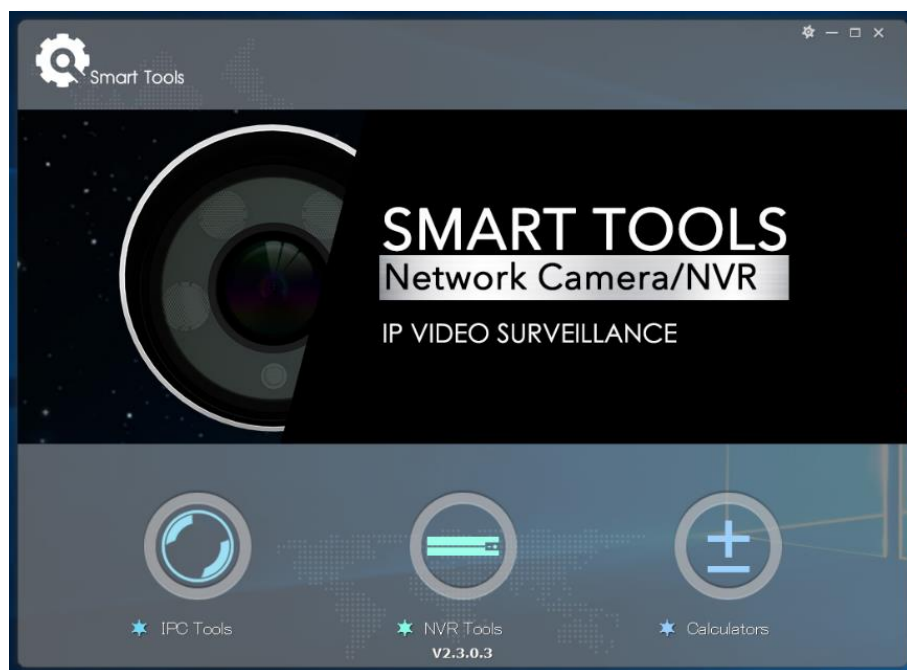 Smart Tools
SMART TOOLS
Network Camera/NVR
IP VIDEO SURVEILLANCE
IPC Tools
NVR Tools
Calculators
V2.3.0.3